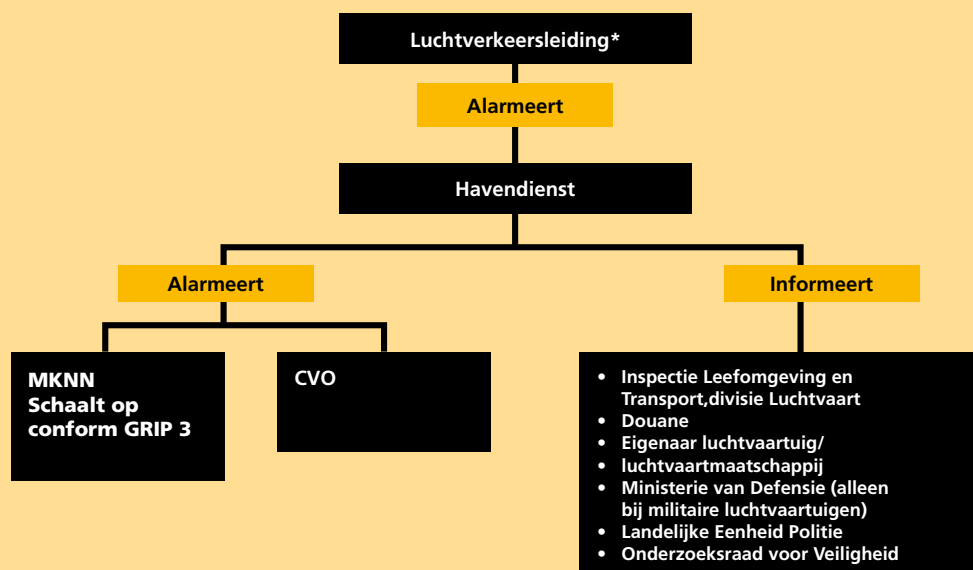 Luchtverkeersleiding*
Alarmeert
Havendienst
Alarmeert
Informeert
MKNN
Schaalt op
conform GRIP 3
CVO
• Inspectie Leefomgeving en
Transport,divisie Luchtvaart
• Douane
• Eigenaar luchtvaartuig/
• luchtvaartmaatschappij
• Ministerie van Defensie (alleen
bij militaire luchtvaartuigen)
• Landelijke Eenheid Politie
• Onderzoeksraad voor Veiligheid